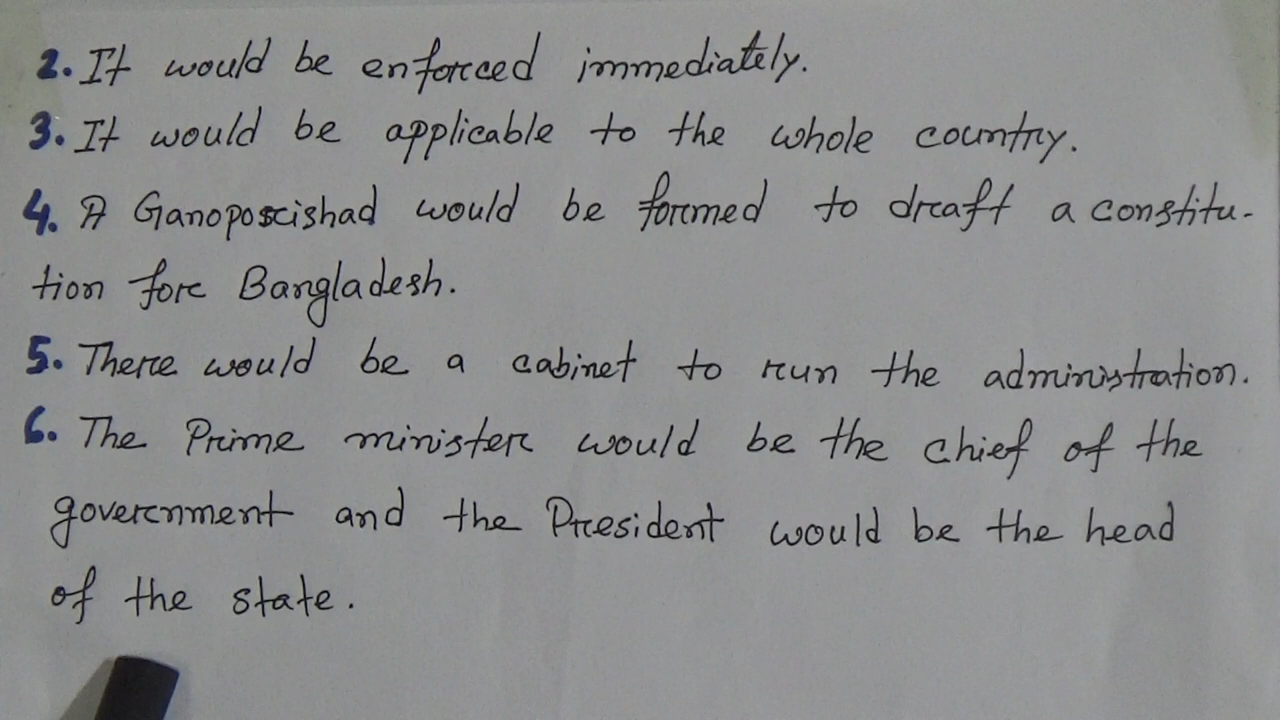 2. It would be enforced immediately.
3. It would be applicable to the whole country.
4. A Ganoporishad would be formed to draft a constitu-
tion for Bangladesh.
5. There would be a cabinet to run the administration.
6. The Prime minister would be the chief of the
government and the President would be the head
of the state.